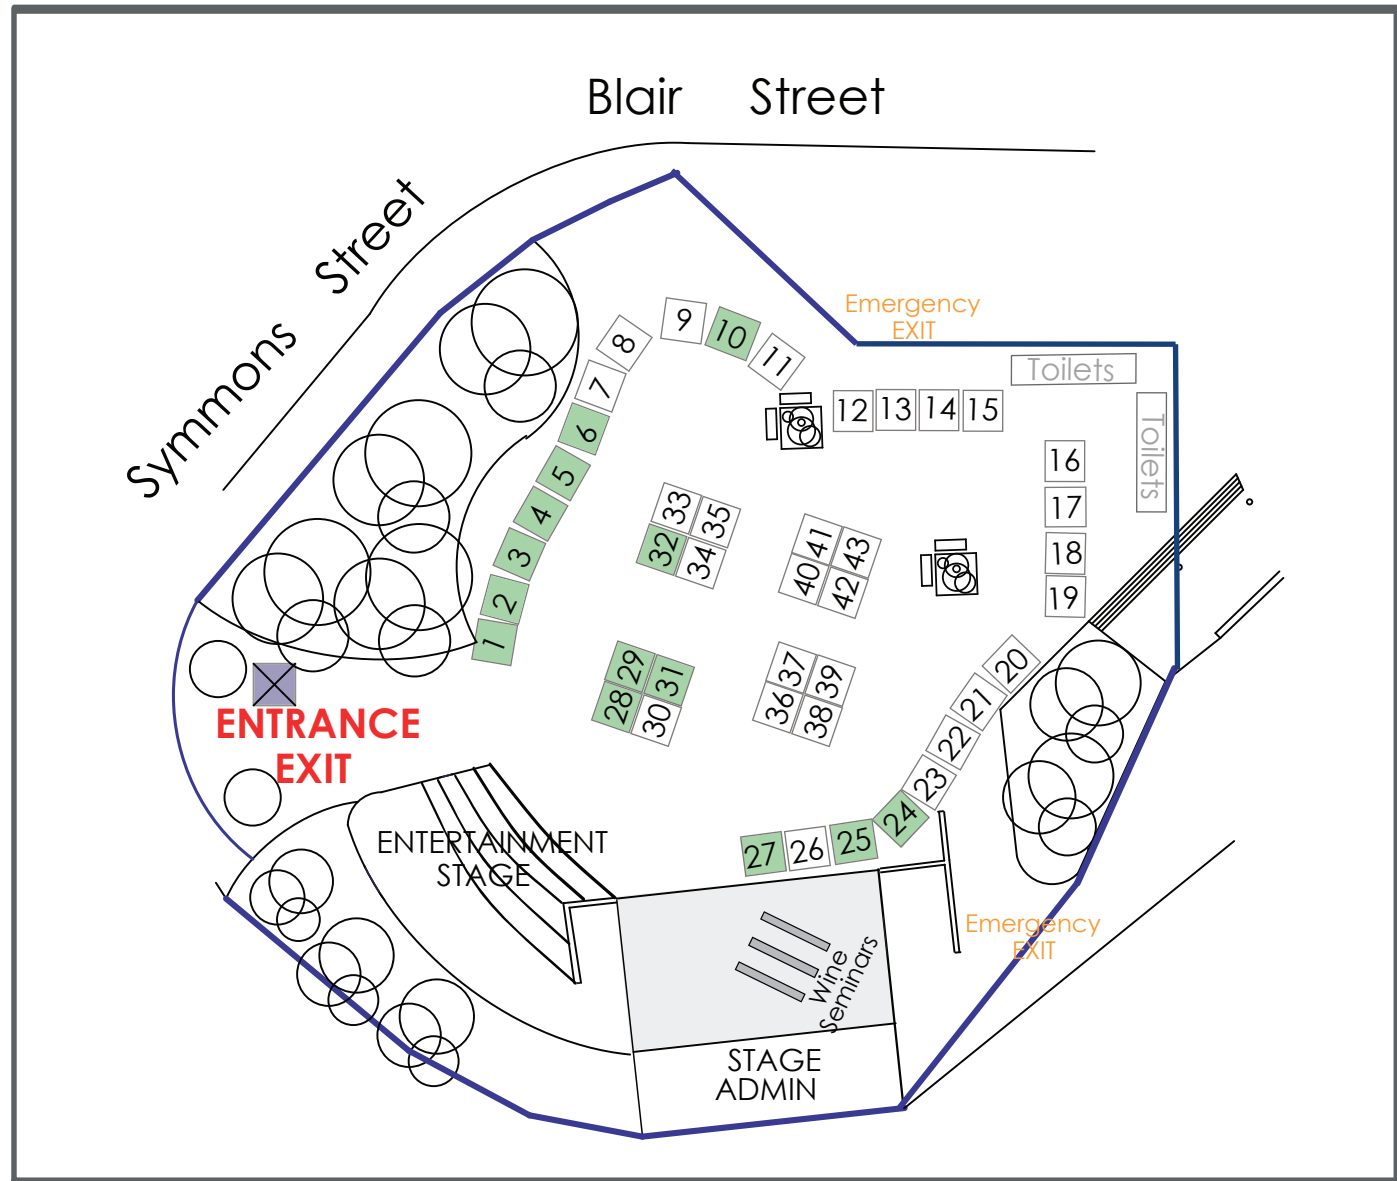 Blair Street
Symmons Street
Emergency
EXIT
Toilets
Toilets
1
2
3
4
5
6
7
8
9
10
11
12
13
14
15
16
17
18
19
20
21
22
23
24
25
26
27
28
29
30
31
32
33
34
35
36
37
38
39
40
41
42
43
ENTRANCE
EXIT
ENTERTAINMENT
STAGE
Wine
Seminars
Emergency
EXIT
STAGE
ADMIN